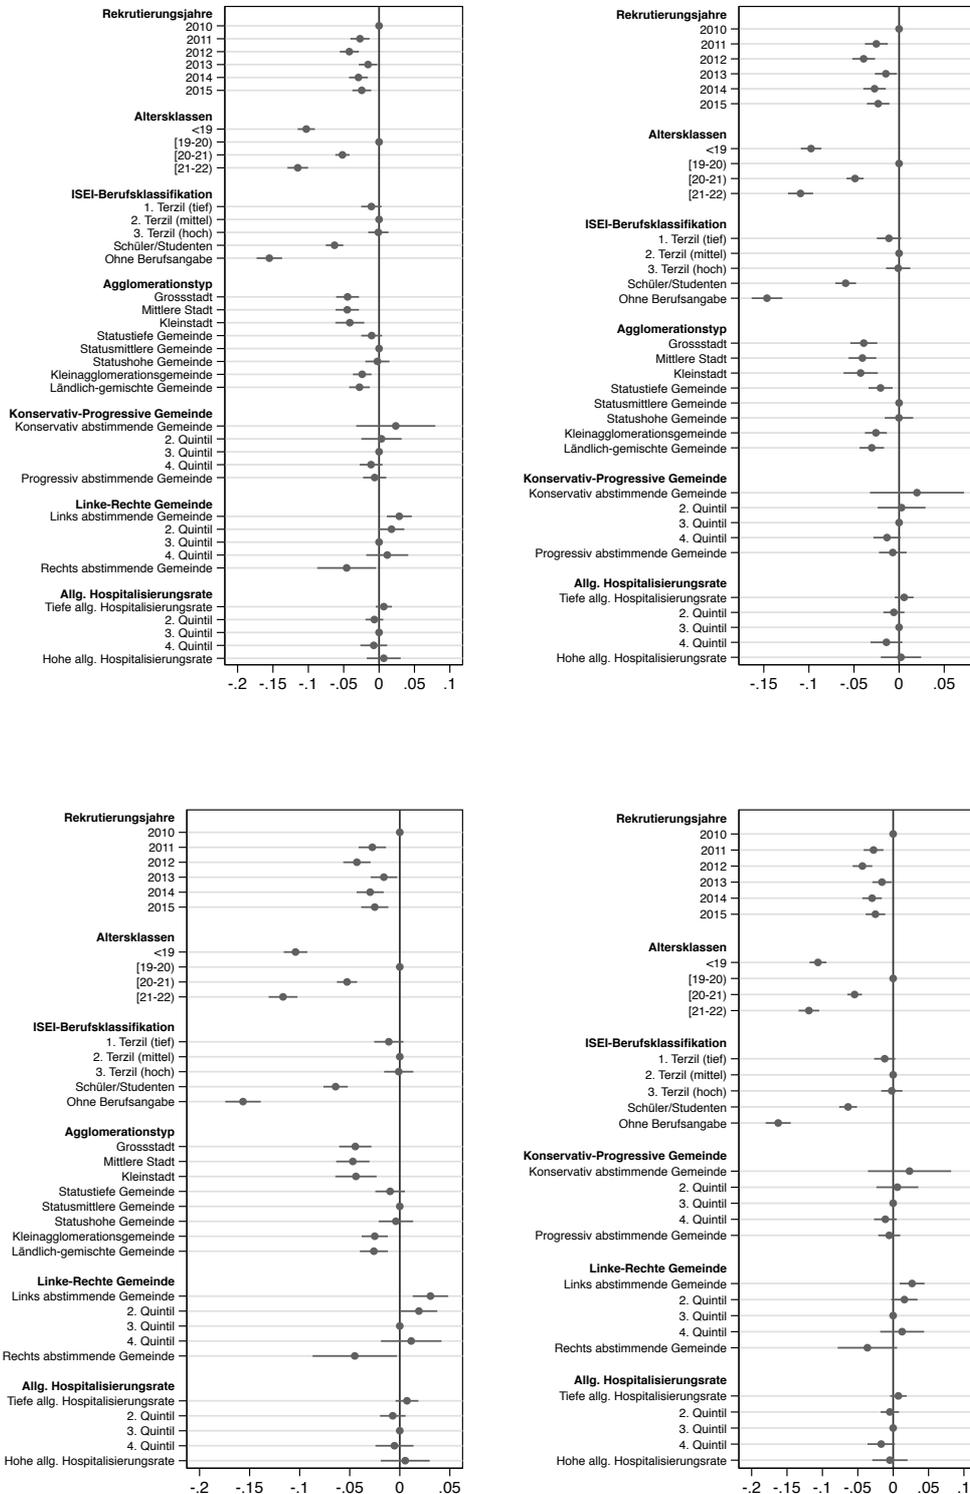 Rekrutierungsjahre
2010
2011
2012
2013
2014
2015
Altersklassen
<19
[19-20)
[20-21)
[21-22)
ISEI-Berufsklassifikation
1. Terzil (tief)
2. Terzil (mittel)
3. Terzil (hoch)
Schüler/Studenten
Ohne Berufsangabe
Agglomerationstyp
Grossstadt
Mittlere Stadt
Kleinstadt
Statustiefe Gemeinde
Statusmittlere Gemeinde
Statushohe Gemeinde
Kleinagglomerationsgemeinde
Ländlich-gemischte Gemeinde
Konservativ-Progressive Gemeinde
Konservativ abstimmende Gemeinde
2. Quintil
3. Quintil
4. Quintil
Progressiv abstimmende Gemeinde
Linke-Rechte Gemeinde
Links abstimmende Gemeinde
2. Quintil
3. Quintil
4. Quintil
Rechts abstimmende Gemeinde
Allg. Hospitalisierungsrate
Tiefe allg. Hospitalisierungsrate
2. Quintil
3. Quintil
4. Quintil
Hohe allg. Hospitalisierungsrate
-.2 -.15 -.1 -.05 0 .05 .1
Rekrutierungsjahre
2010
2011
2012
2013
2014
2015
Altersklassen
<19
[19-20)
[20-21)
[21-22)
ISEI-Berufsklassifikation
1. Terzil (tief)
2. Terzil (mittel)
3. Terzil (hoch)
Schüler/Studenten
Ohne Berufsangabe
Agglomerationstyp
Grossstadt
Mittlere Stadt
Kleinstadt
Statustiefe Gemeinde
Statusmittlere Gemeinde
Statushohe Gemeinde
Kleinagglomerationsgemeinde
Ländlich-gemischte Gemeinde
Konservativ-Progressive Gemeinde
Konservativ abstimmende Gemeinde
2. Quintil
3. Quintil
4. Quintil
Progressiv abstimmende Gemeinde
Allg. Hospitalisierungsrate
Tiefe allg. Hospitalisierungsrate
2. Quintil
3. Quintil
4. Quintil
Hohe allg. Hospitalisierungsrate
-.15 -.1 -.05 0 .05
Rekrutierungsjahre
2010
2011
2012
2013
2014
2015
Altersklassen
<19
[19-20)
[20-21)
[21-22)
ISEI-Berufsklassifikation
1. Terzil (tief)
2. Terzil (mittel)
3. Terzil (hoch)
Schüler/Studenten
Ohne Berufsangabe
Agglomerationstyp
Grossstadt
Mittlere Stadt
Kleinstadt
Statustiefe Gemeinde
Statusmittlere Gemeinde
Statushohe Gemeinde
Kleinagglomerationsgemeinde
Ländlich-gemischte Gemeinde
Linke-Rechte Gemeinde
Links abstimmende Gemeinde
2. Quintil
3. Quintil
4. Quintil
Rechts abstimmende Gemeinde
Allg. Hospitalisierungsrate
Tiefe allg. Hospitalisierungsrate
2. Quintil
3. Quintil
4. Quintil
Hohe allg. Hospitalisierungsrate
-.2 -.15 -.1 -.05 0 .05
Rekrutierungsjahre
2010
2011
2012
2013
2014
2015
Altersklassen
<19
[19-20)
[20-21)
[21-22)
ISEI-Berufsklassifikation
1. Terzil (tief)
2. Terzil (mittel)
3. Terzil (hoch)
Schüler/Studenten
Ohne Berufsangabe
Konservativ-Progressive Gemeinde
Konservativ abstimmende Gemeinde
2. Quintil
3. Quintil
4. Quintil
Progressiv abstimmende Gemeinde
Linke-Rechte Gemeinde
Links abstimmende Gemeinde
2. Quintil
3. Quintil
4. Quintil
Rechts abstimmende Gemeinde
Allg. Hospitalisierungsrate
Tiefe allg. Hospitalisierungsrate
2. Quintil
3. Quintil
4. Quintil
Hohe allg. Hospitalisierungsrate
-.2 -.15 -.1 -.05 0 .05 .1